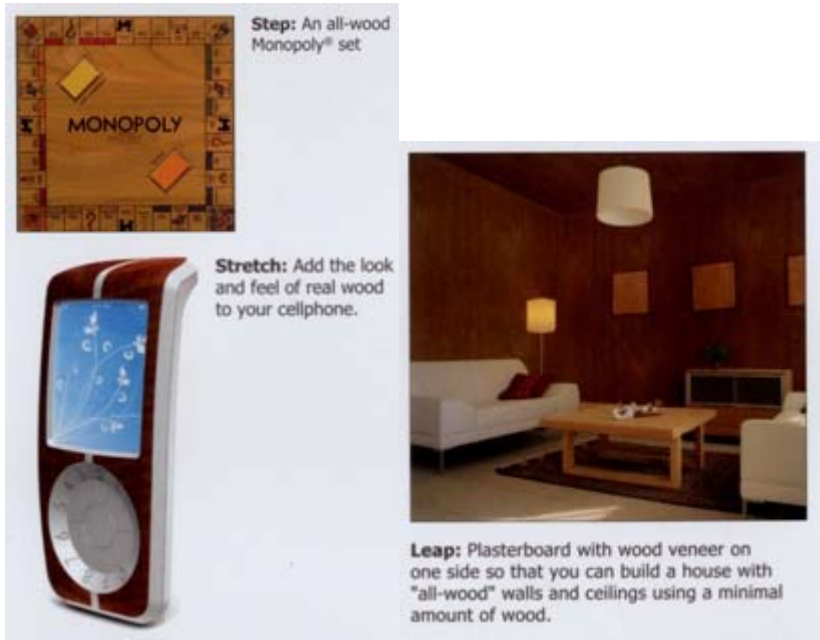 Step: An all-wood
Monopoly® set
MONOPOLY
Stretch: Add the look
and feel of real wood
to your cellphone.
Leap: Plasterboard with wood veneer on
one side so that you can build a house with
"all-wood" walls and ceilings using a minimal
amount of wood.